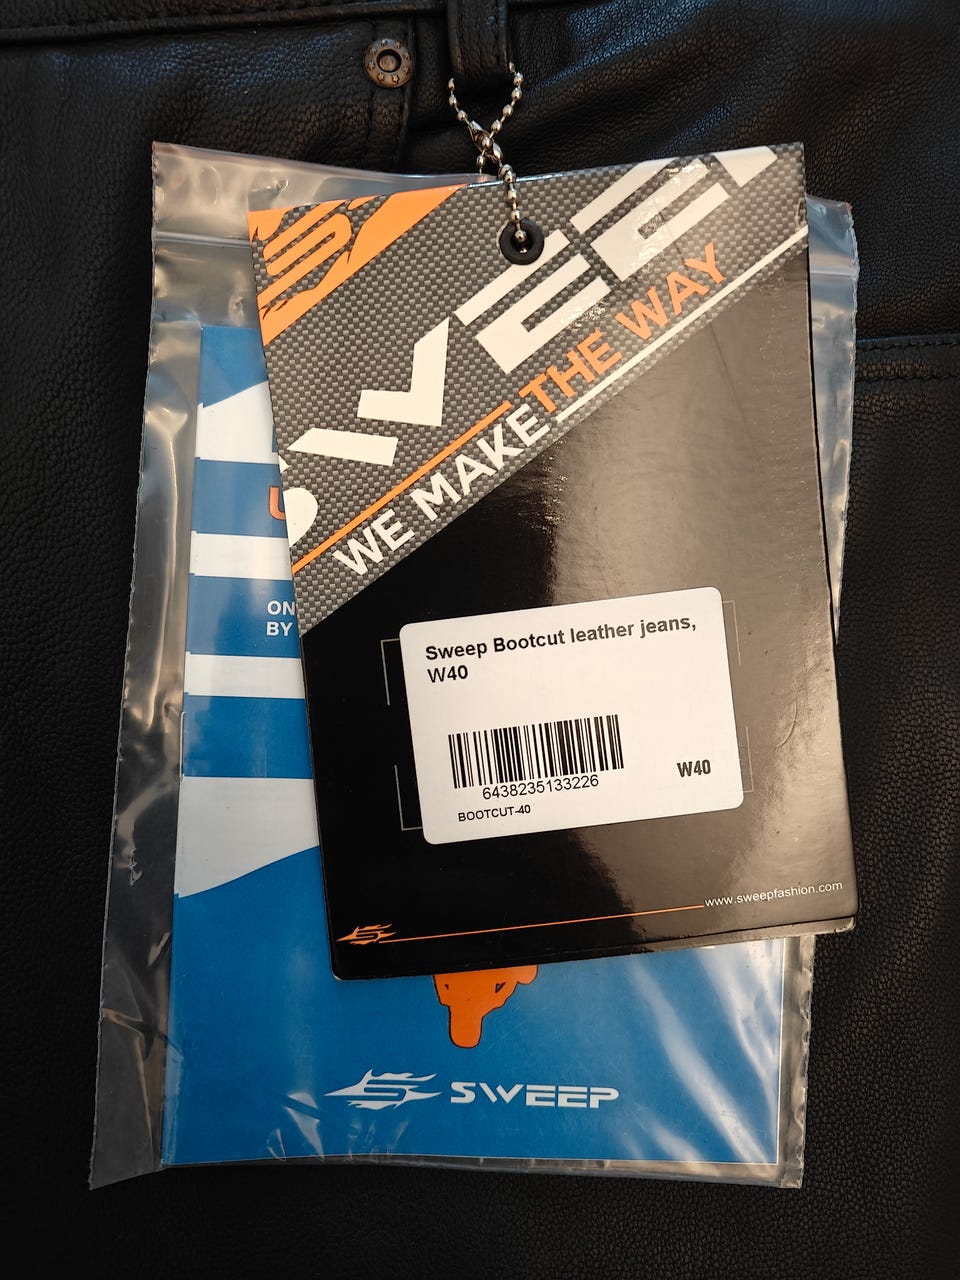 SWEEP
WE MAKE THE WAY
U
ON
BY
Sweep Bootcut leather jeans,
W40
6438235133226
W40
BOOTCUT-40
www.sweepfashion.com
SWEEP